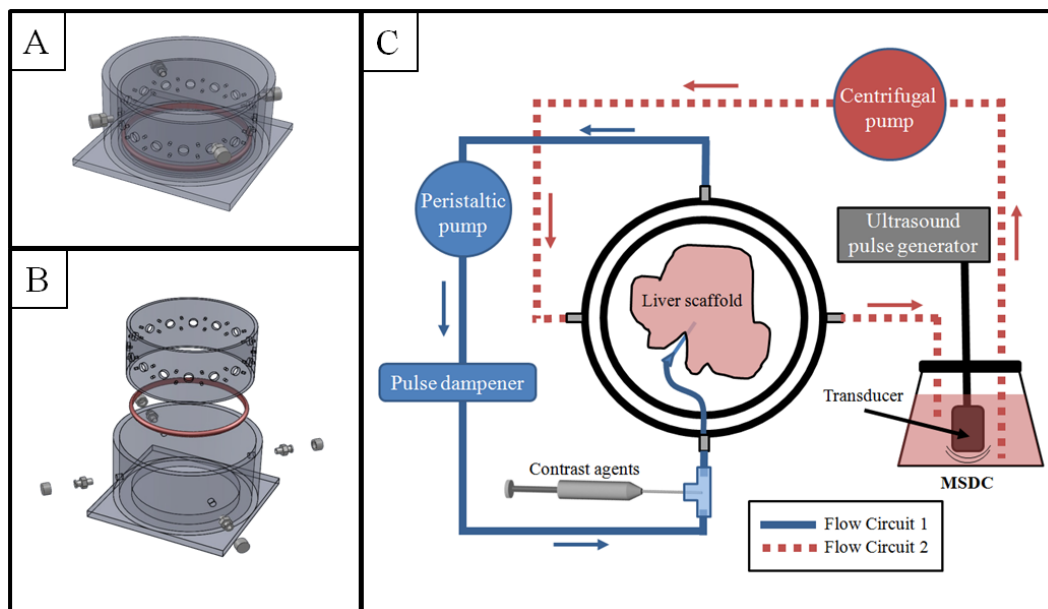 A
B
C
Centrifugal
pump
Peristaltic
pump
Ultrasound
pulse generator
Liver scaffold
Pulse dampener
Transducer
Contrast agents
MSDC
Flow Circuit 1
Flow Circuit 2